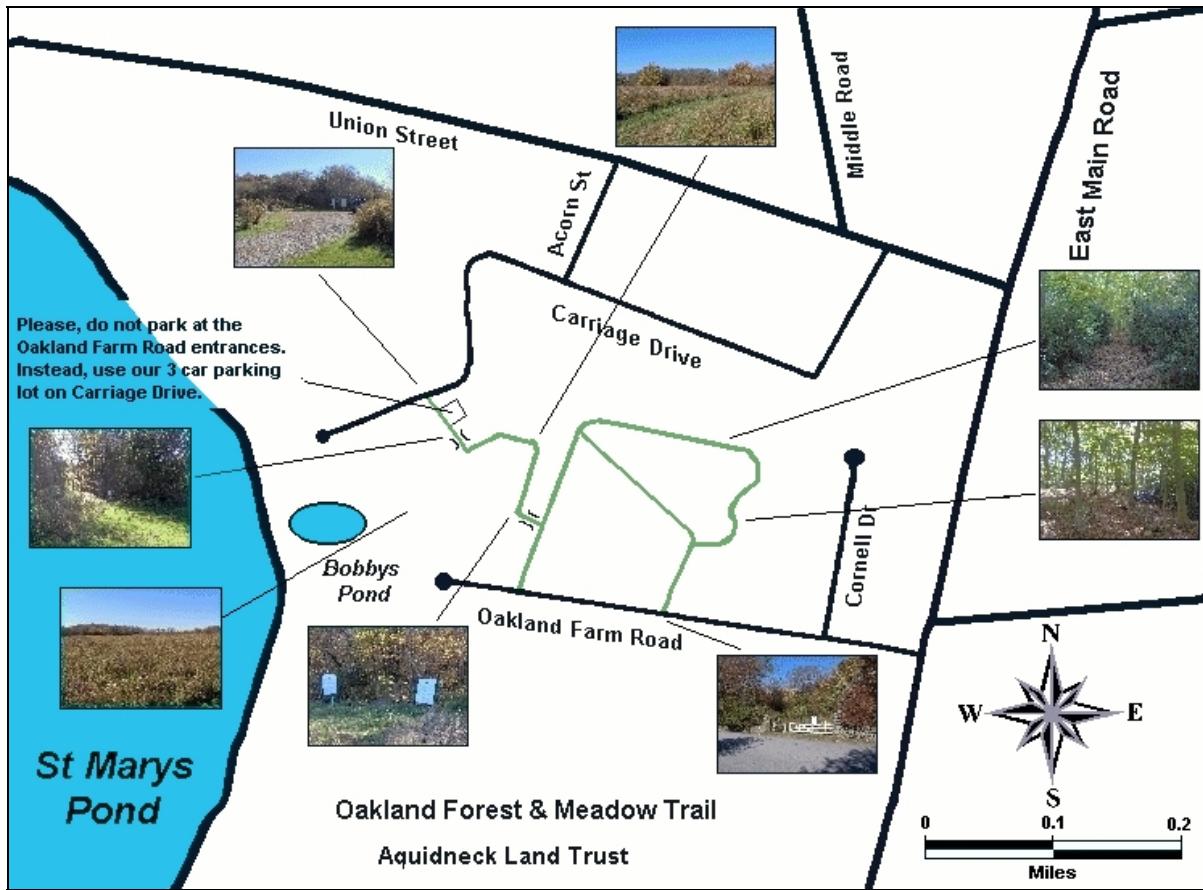 Union Street
Acorn St
Middle Road
East Main Road
Carriage Drive
Please, do not park at the
Oakland Farm Road entrances.
Instead, use our 3 car parking
lot on Carriage Drive.
Cornell Dr
Bobbys
Pond
Oakland Farm Road
St Marys
Pond
N
W
E
S
Oakland Forest & Meadow Trail
Aquidneck Land Trust
0
0.1
0.2
Miles